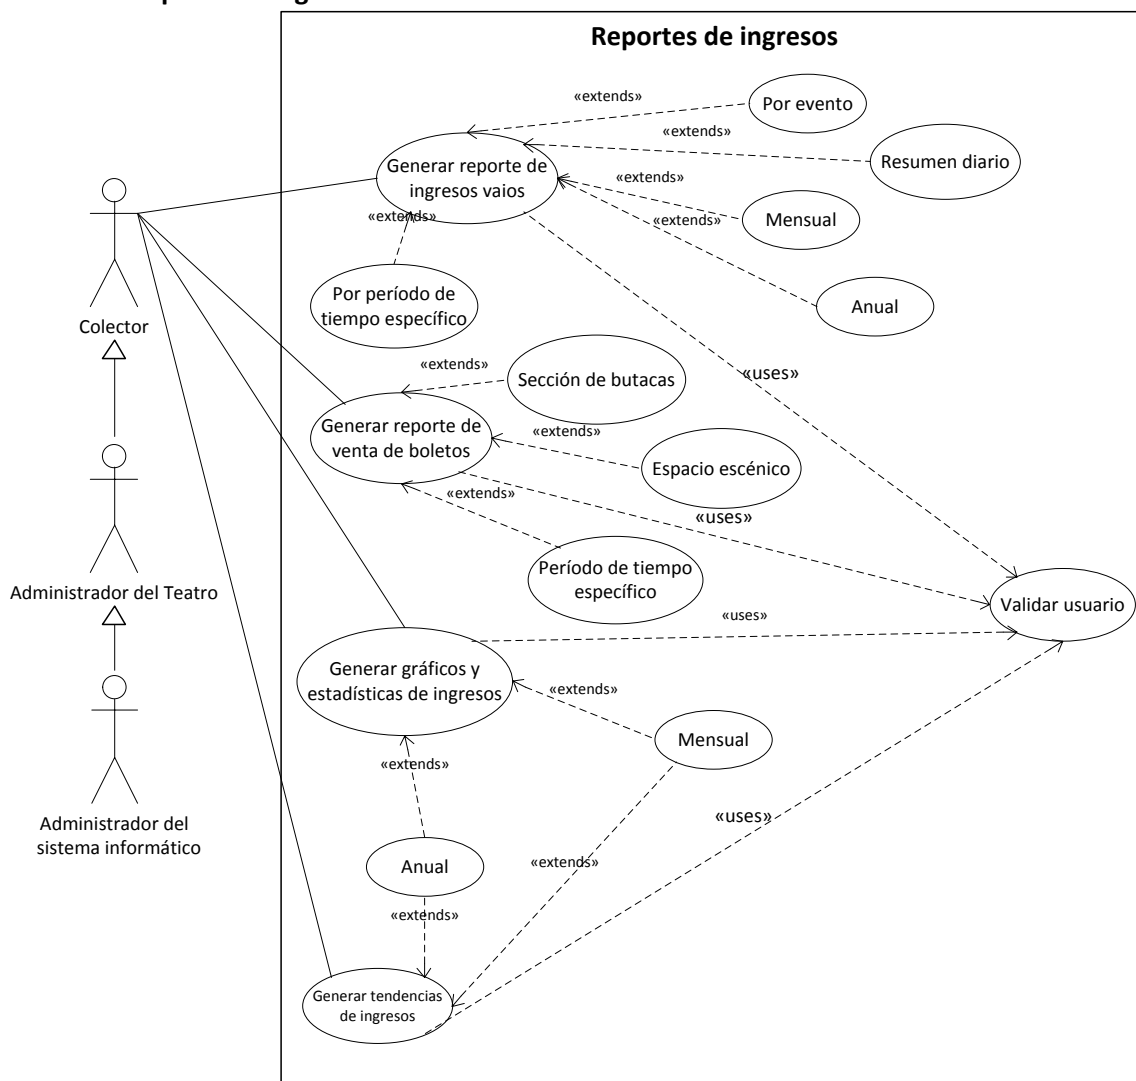 Reportes de ingresos
«extends»
Por evento
«extends»
Resumen diario
Generar reporte de
ingresos vaios
«extends»
Mensual
«extends»
«extends»
Anual
Por período de
tiempo específico
Colector
«extends»
Sección de butacas
«uses»
Generar reporte de
venta de boletos
«extends»
Espacio escénico
«extends»
«uses»
Período de tiempo
específico
Administrador del Teatro
Validar usuario
«uses»
Generar gráficos y
estadísticas de ingresos
«extends»
Mensual
«extends»
«uses»
Administrador del
sistema informático
Anual
«extends»
«extends»
Generar tendencias
de ingresos